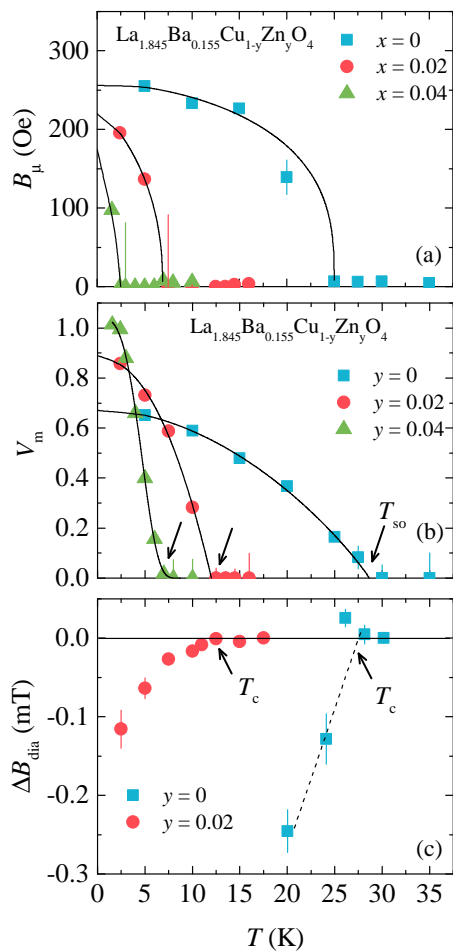 La1.845Ba0.155Cu1-yZnyO4
x = 0
x = 0.02
x = 0.04
300
200
100
0
Bμ (Oe)
(a)
La1.845Ba0.155Cu1-yZnyO4
y = 0
y = 0.02
y = 0.04
1.0
0.8
0.6
0.4
0.2
0.0
Vm
Tso
(b)
0.0
-0.1
-0.2
-0.3
ΔBdia (mT)
Tc
Tc
y = 0
y = 0.02
(c)
0 5 10 15 20 25 30 35
T (K)